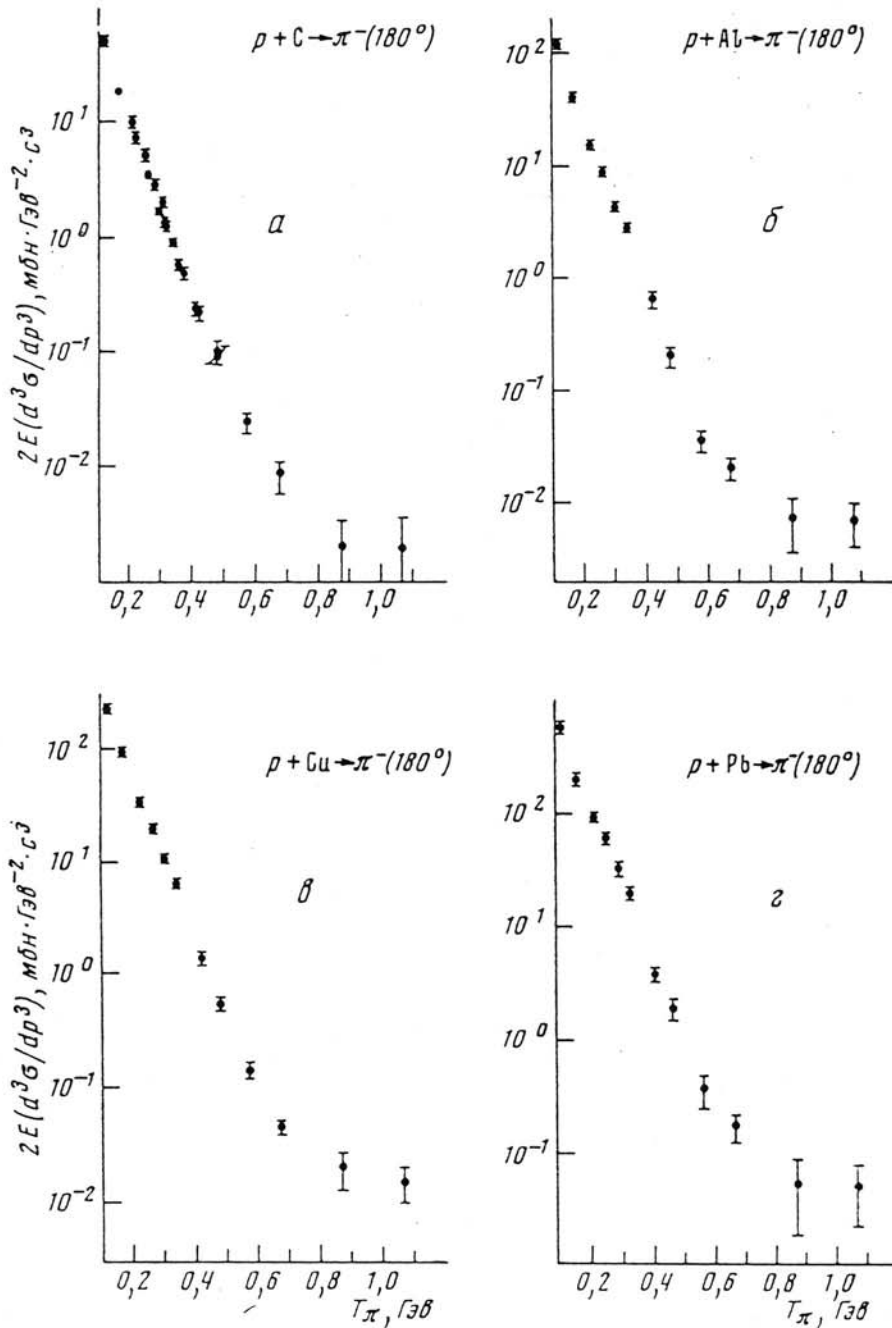 p + C → π⁻ (180°)
10¹
10⁰
10⁻¹
10⁻²
2E(d³σ/dp³), мбн·Гэв⁻²·с³
а
0,2 0,4 0,6 0,8 1,0
p + Al → π⁻ (180°)
10²
10¹
10⁰
10⁻¹
10⁻²
б
0,2 0,4 0,6 0,8 1,0
p + Cu → π⁻ (180°)
10²
10¹
10⁰
10⁻¹
10⁻²
2E(d³σ/dp³), мбн·Гэв⁻²·с³
в
0,2 0,4 0,6 0,8 1,0
Tπ, Гэв
p + Pb → π⁻ (180°)
10²
10¹
10⁰
10⁻¹
г
0,2 0,4 0,6 0,8 1,0
Tπ, Гэв